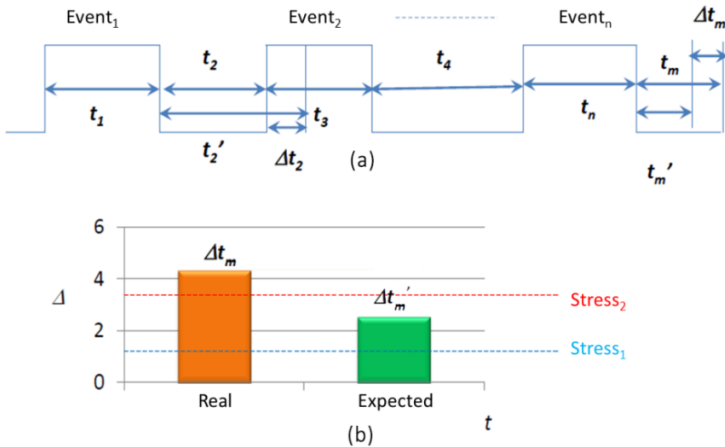 Event₁
Event₂
Eventₙ
Δtₘ
t₂
t₄
tₘ
t₁
t₃
tₙ
t₂'
Δt₂
(a)
tₘ'
6
Δtₘ
4
Δ
Δtₘ'
Stress₂
2
Stress₁
0
Real
Expected
t
(b)